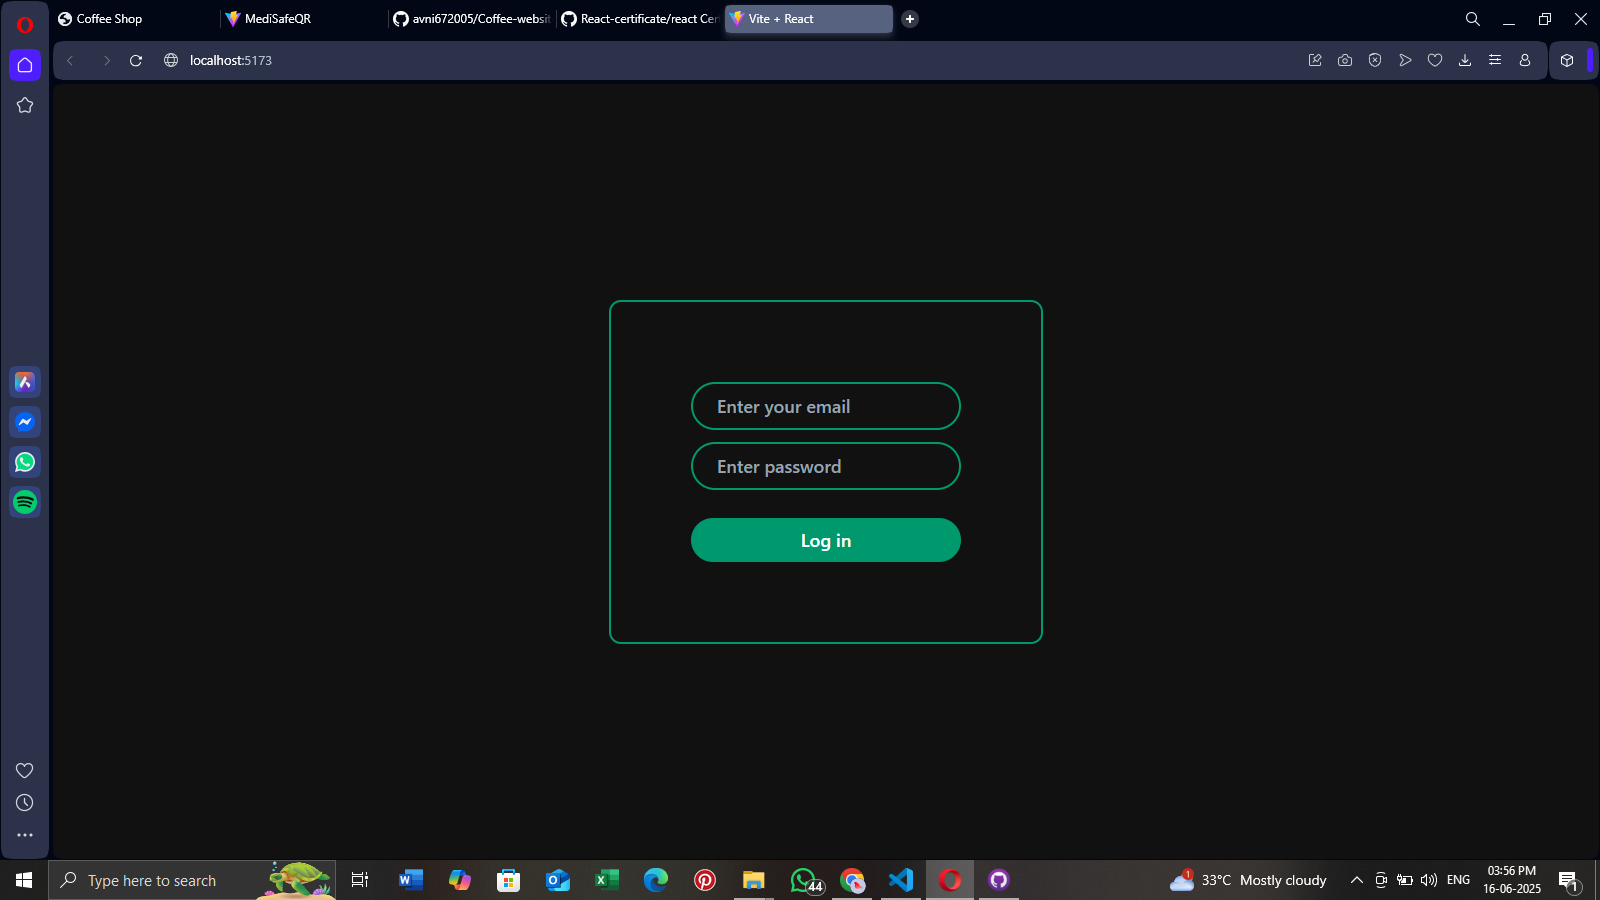 Coffee Shop
MediSafeQR
avni672005/Coffee-websit
React-certificate/react Cer
Vite + React
localhost:5173
Enter your email
Enter password
Log in
Type here to search
44
1
33°C Mostly cloudy
ENG
03:56 PM
16-06-2025
1